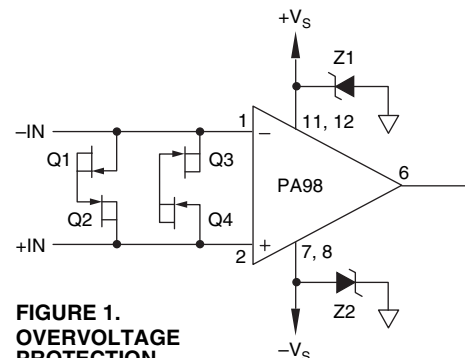 +VS
Z1
–IN
1
–
11, 12
Q1
Q3
PA98
6
Q2
Q4
+IN
2
+
7, 8
Z2
–VS
FIGURE 1.
OVERVOLTAGE
PROTECTION